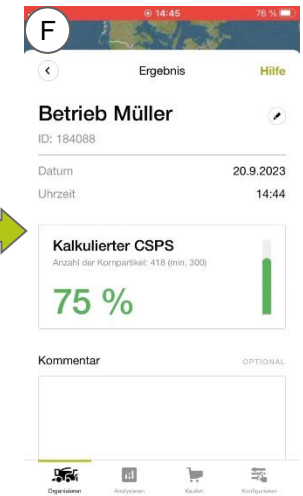 F
14:45 76 %
Ergebnis Hilfe
Betrieb Müller
ID: 184088
Datum 20.9.2023
Uhrzeit 14:44
Kalkulierter CSPS
Anzahl der Kornpartikel: 418 (min. 300)
75 %
Kommentar OPTIONAL
Organisieren Analysieren Kaufen Konfigurieren